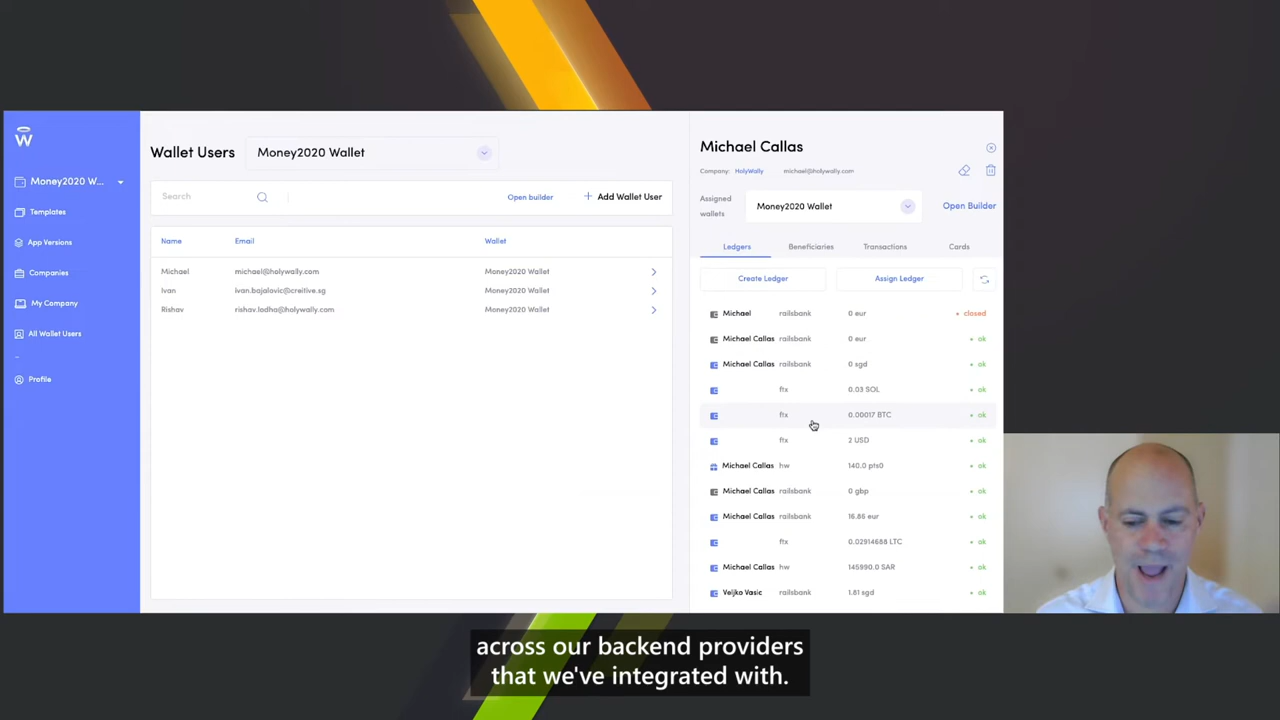 W
Money2020 W...
Templates
App Versions
Companies
My Company
All Wallet Users
Profile
Wallet Users
Money2020 Wallet
Search
Open builder
+ Add Wallet User
Name Email Wallet
Michael michael@holywally.com Money2020 Wallet
Ivan ivan.bajalovic@creitive.sg Money2020 Wallet
Rishav rishav.ladha@holywally.com Money2020 Wallet
Michael Callas
Company: HolyWally michael@holywally.com
Assigned
wallets
Money2020 Wallet
Open Builder
Ledgers Beneficiaries Transactions Cards
Create Ledger Assign Ledger
Michael railsbank 0 eur closed
Michael Callas railsbank 0 eur ok
Michael Callas railsbank 0 sgd ok
ftx 0.03 SOL ok
ftx 0.00017 BTC ok
ftx 2 USD ok
Michael Callas hw 140.0 pts0 ok
Michael Callas railsbank 0 gbp ok
Michael Callas railsbank 16.86 eur ok
ftx 0.02914688 LTC ok
Michael Callas hw 145990.0 SAR ok
Veljko Vasic railsbank 1.61 sgd ok
across our backend providers
that we've integrated with.